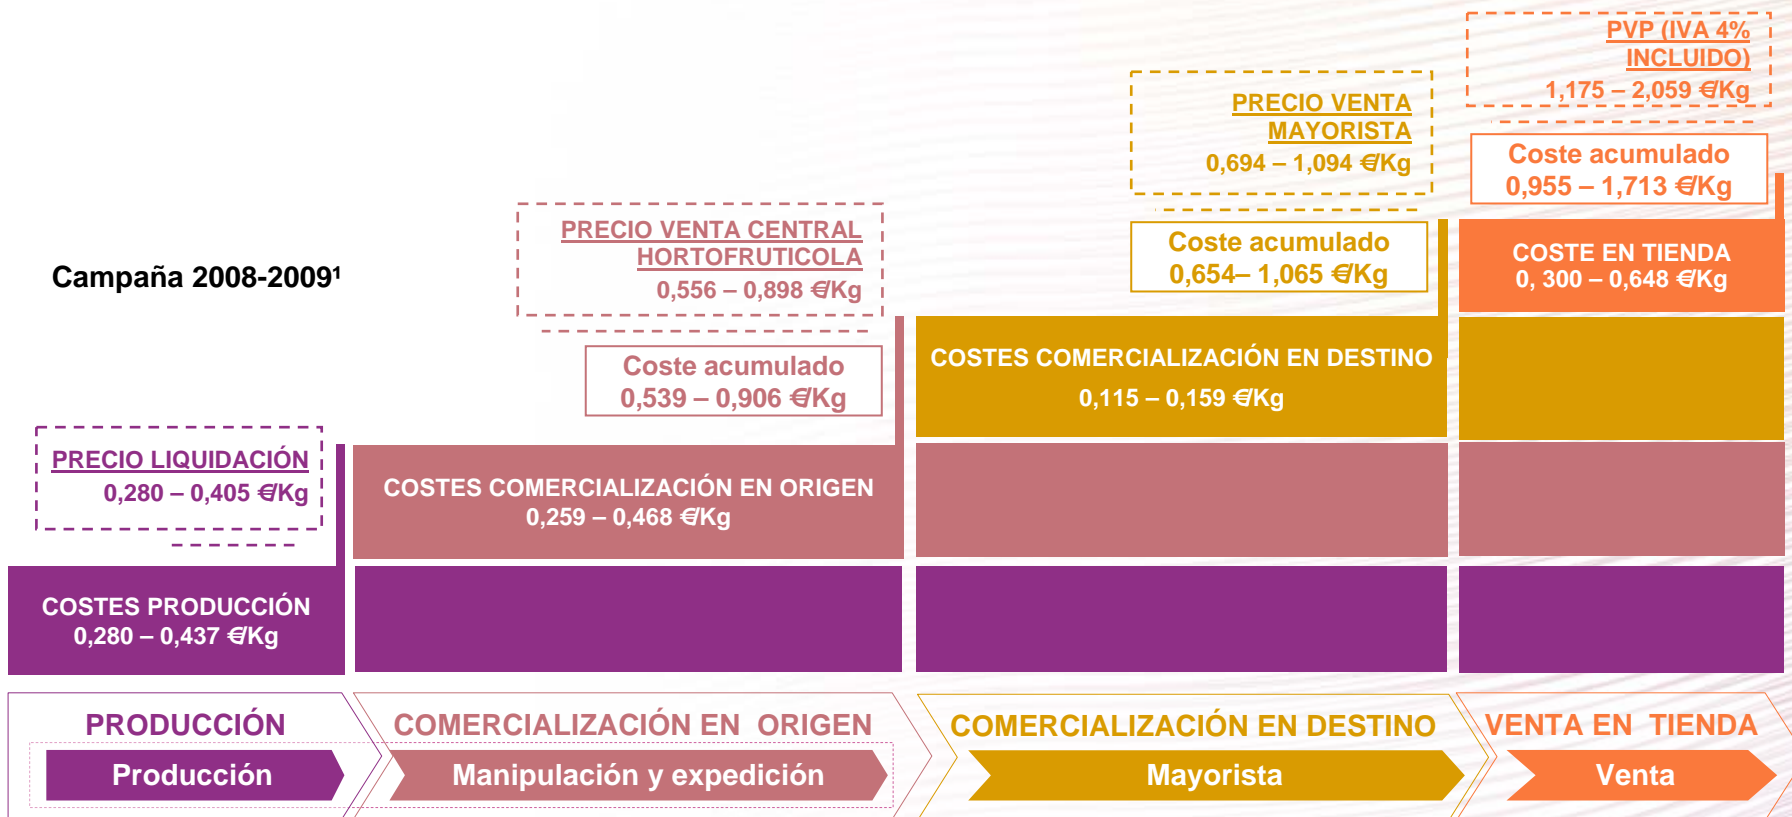 PVP (IVA 4%
INCLUIDO)
1,175 – 2,059 €/Kg
PRECIO VENTA
MAYORISTA
0,694 – 1,094 €/Kg
Coste acumulado
0,955 – 1,713 €/Kg
PRECIO VENTA CENTRAL
HORTOFRUTICOLA
0,556 – 0,898 €/Kg
Coste acumulado
0,654– 1,065 €/Kg
COSTE EN TIENDA
0, 300 – 0,648 €/Kg
Campaña 2008-2009¹
Coste acumulado
0,539 – 0,906 €/Kg
COSTES COMERCIALIZACIÓN EN DESTINO
0,115 – 0,159 €/Kg
PRECIO LIQUIDACIÓN
0,280 – 0,405 €/Kg
COSTES COMERCIALIZACIÓN EN ORIGEN
0,259 – 0,468 €/Kg
COSTES PRODUCCIÓN
0,280 – 0,437 €/Kg
PRODUCCIÓN
COMERCIALIZACIÓN EN ORIGEN
COMERCIALIZACIÓN EN DESTINO
VENTA EN TIENDA
Producción
Manipulación y expedición
Mayorista
Venta